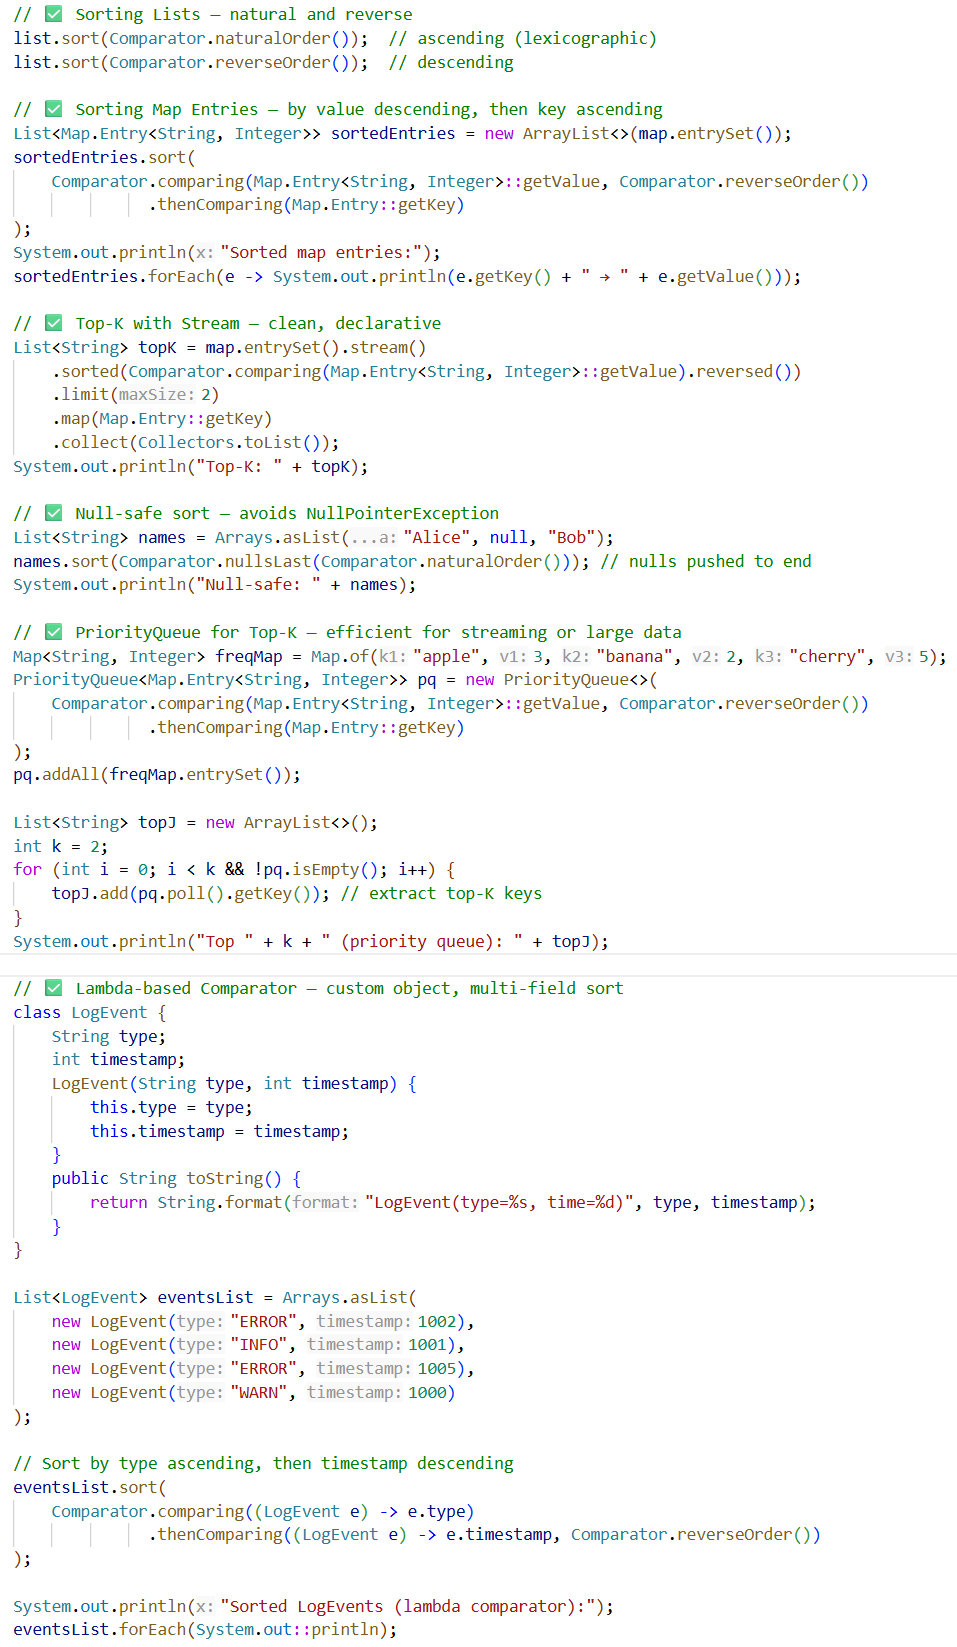 // ✅ Sorting Lists — natural and reverse
list.sort(Comparator.naturalOrder());  // ascending (lexicographic)
list.sort(Comparator.reverseOrder());  // descending

// ✅ Sorting Map Entries — by value descending, then key ascending
List<Map.Entry<String, Integer>> sortedEntries = new ArrayList<>(map.entrySet());
sortedEntries.sort(
    Comparator.comparing(Map.Entry<String, Integer>::getValue, Comparator.reverseOrder())
              .thenComparing(Map.Entry::getKey)
);
System.out.println(x: "Sorted map entries:");
sortedEntries.forEach(e -> System.out.println(e.getKey() + " → " + e.getValue()));

// ✅ Top-K with Stream — clean, declarative
List<String> topK = map.entrySet().stream()
    .sorted(Comparator.comparing(Map.Entry<String, Integer>::getValue).reversed())
    .limit(maxSize: 2)
    .map(Map.Entry::getKey)
    .collect(Collectors.toList());
System.out.println("Top-K: " + topK);

// ✅ Null-safe sort — avoids NullPointerException
List<String> names = Arrays.asList(...a: "Alice", null, "Bob");
names.sort(Comparator.nullsLast(Comparator.naturalOrder())); // nulls pushed to end
System.out.println("Null-safe: " + names);

// ✅ PriorityQueue for Top-K — efficient for streaming or large data
Map<String, Integer> freqMap = Map.of(k1: "apple", v1: 3, k2: "banana", v2: 2, k3: "cherry", v3: 5);
PriorityQueue<Map.Entry<String, Integer>> pq = new PriorityQueue<>(
    Comparator.comparing(Map.Entry<String, Integer>::getValue, Comparator.reverseOrder())
              .thenComparing(Map.Entry::getKey)
);
pq.addAll(freqMap.entrySet());

List<String> topJ = new ArrayList<>();
int k = 2;
for (int i = 0; i < k && !pq.isEmpty(); i++) {
    topJ.add(pq.poll().getKey()); // extract top-K keys
}
System.out.println("Top " + k + " (priority queue): " + topJ);

// ✅ Lambda-based Comparator — custom object, multi-field sort
class LogEvent {
    String type;
    int timestamp;
    LogEvent(String type, int timestamp) {
        this.type = type;
        this.timestamp = timestamp;
    }
    public String toString() {
        return String.format(format: "LogEvent(type=%s, time=%d)", type, timestamp);
    }
}

List<LogEvent> eventsList = Arrays.asList(
    new LogEvent(type: "ERROR", timestamp: 1002),
    new LogEvent(type: "INFO", timestamp: 1001),
    new LogEvent(type: "ERROR", timestamp: 1005),
    new LogEvent(type: "WARN", timestamp: 1000)
);

// Sort by type ascending, then timestamp descending
eventsList.sort(
    Comparator.comparing((LogEvent e) -> e.type)
              .thenComparing((LogEvent e) -> e.timestamp, Comparator.reverseOrder())
);

System.out.println(x: "Sorted LogEvents (lambda comparator):");
eventsList.forEach(System.out::println);